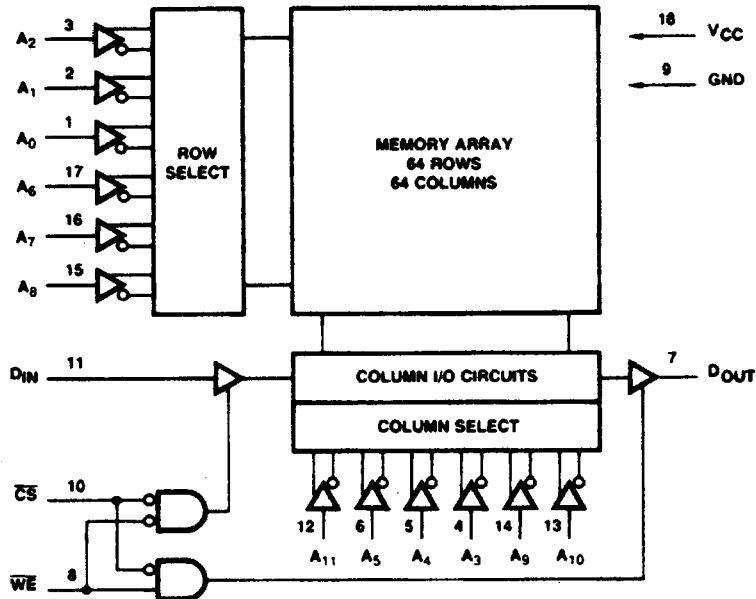 A2 3
A1 2
A0 1
A6 17
A7 16
A8 15
ROW
SELECT
MEMORY ARRAY
64 ROWS
64 COLUMNS
18 VCC
9 GND
DIN 11
COLUMN I/O CIRCUITS
7 DOUT
COLUMN SELECT
CS 10
WE 8
12 6 5 4 14 13
A11 A5 A4 A3 A9 A10